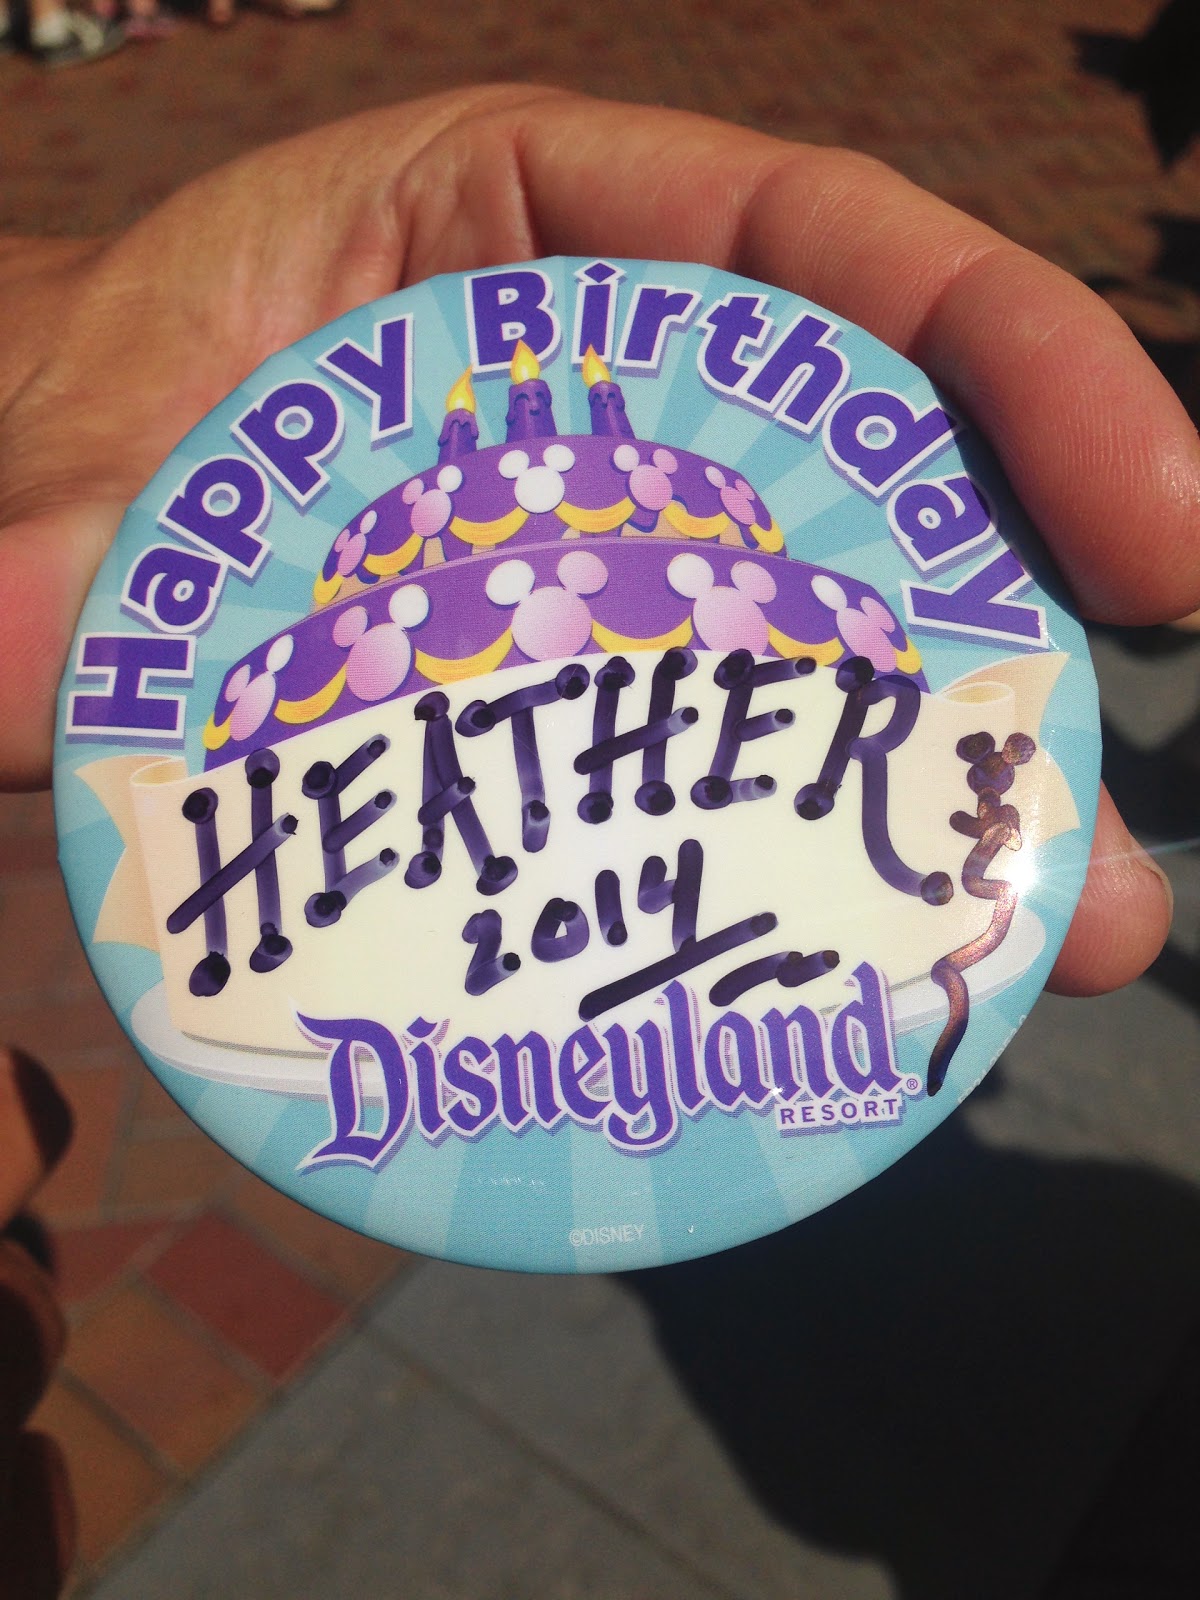 Happy Birthday
HEATHER
2014
Disneyland®
RESORT
©DISNEY